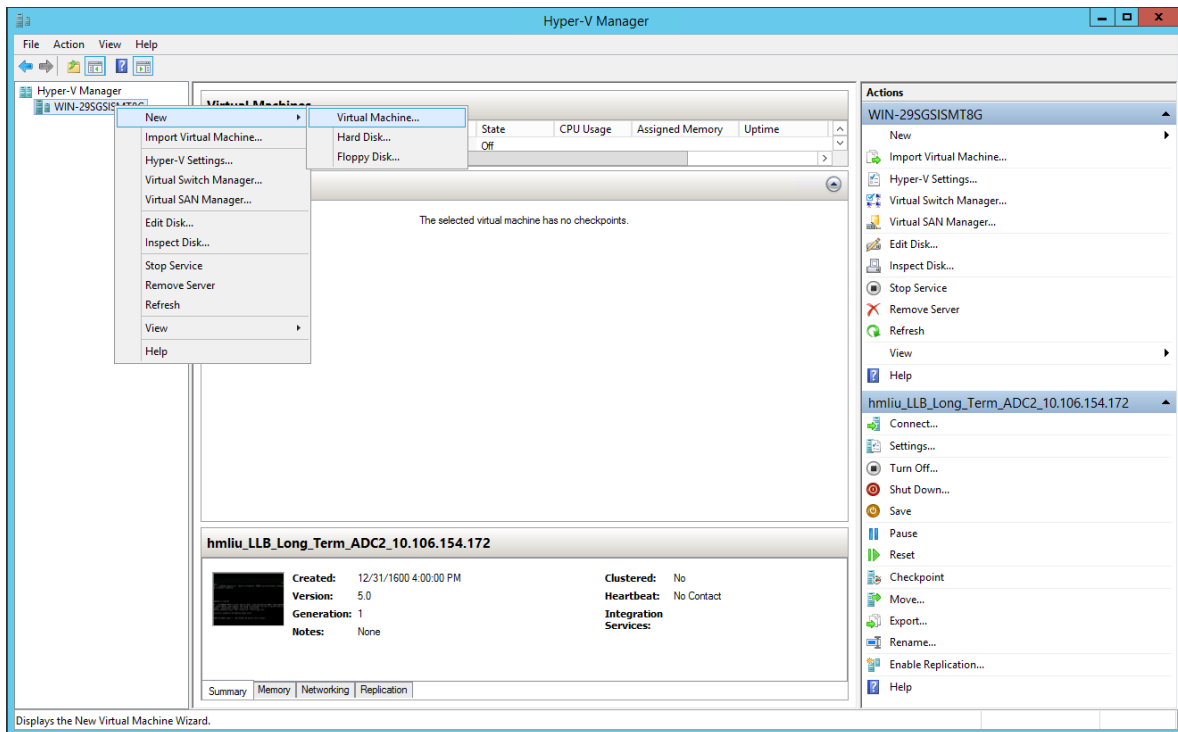 Hyper-V Manager
File Action View Help
Hyper-V Manager
WIN-29SGSISMT8G
New
Import Virtual Machine...
Hyper-V Settings...
Virtual Switch Manager...
Virtual SAN Manager...
Edit Disk...
Inspect Disk...
Stop Service
Remove Server
Refresh
View
Help
Virtual Machine...
Hard Disk...
Floppy Disk...
Virtual Machines
State CPU Usage Assigned Memory Uptime
Off
The selected virtual machine has no checkpoints.
hmliu_LLB_Long_Term_ADC2_10.106.154.172
Created: 12/31/1600 4:00:00 PM
Version: 5.0
Generation: 1
Notes: None
Clustered: No
Heartbeat: No Contact
Integration
Services:
Summary Memory Networking Replication
Actions
WIN-29SGSISMT8G
New
Import Virtual Machine...
Hyper-V Settings...
Virtual Switch Manager...
Virtual SAN Manager...
Edit Disk...
Inspect Disk...
Stop Service
Remove Server
Refresh
View
Help
hmliu_LLB_Long_Term_ADC2_10.106.154.172
Connect...
Settings...
Turn Off...
Shut Down...
Save
Pause
Reset
Checkpoint
Move...
Export...
Rename...
Enable Replication...
Help
Displays the New Virtual Machine Wizard.